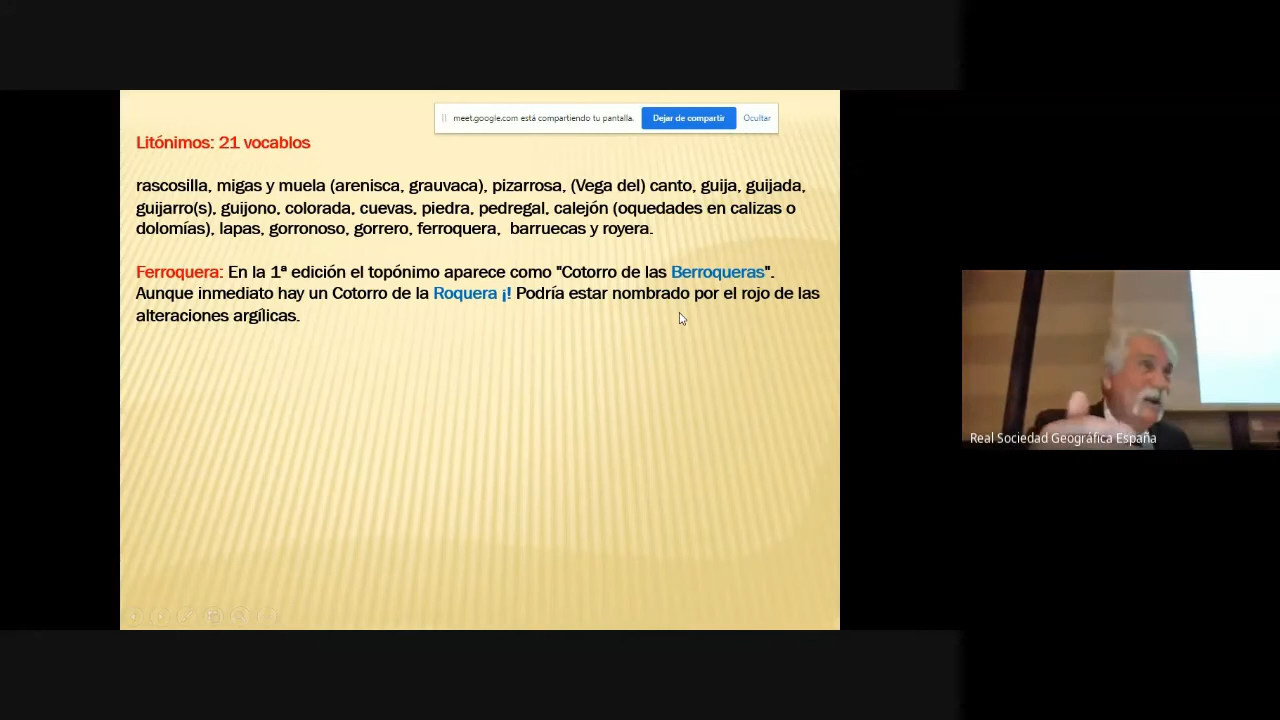 meet.google.com está compartiendo tu pantalla.
Dejar de compartir
Ocultar
Litónimos: 21 vocablos
rascosilla, migas y muela (arenisca, grauvaca), pizarrosa, (Vega del) canto, guija, guijada,
guijarro(s), guijono, colorada, cuevas, piedra, pedregal, calejón (oquedades en calizas o
dolomías), lapas, gorronoso, gorrero, ferroquera, barruecas y royera.
Ferroquera: En la 1ª edición el topónimo aparece como "Cotorro de las Berroqueras".
Aunque inmediato hay un Cotorro de la Roquera ¡! Podría estar nombrado por el rojo de las
alteraciones argílicas.
Real Sociedad Geográfica España